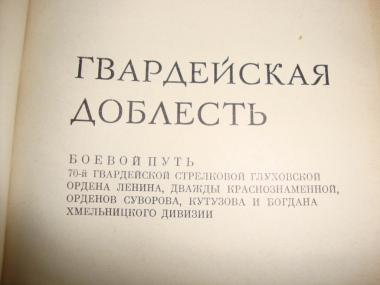 ГВАРДЕЙСКАЯ
ДОБЛЕСТЬ
БОЕВОЙ ПУТЬ
70-й ГВАРДЕЙСКОЙ СТРЕЛКОВОЙ ГЛУХОВСКОЙ
ОРДЕНА ЛЕНИНА, ДВАЖДЫ КРАСНОЗНАМЕННОЙ,
ОРДЕНОВ СУВОРОВА, КУТУЗОВА И БОГДАНА
ХМЕЛЬНИЦКОГО ДИВИЗИИ